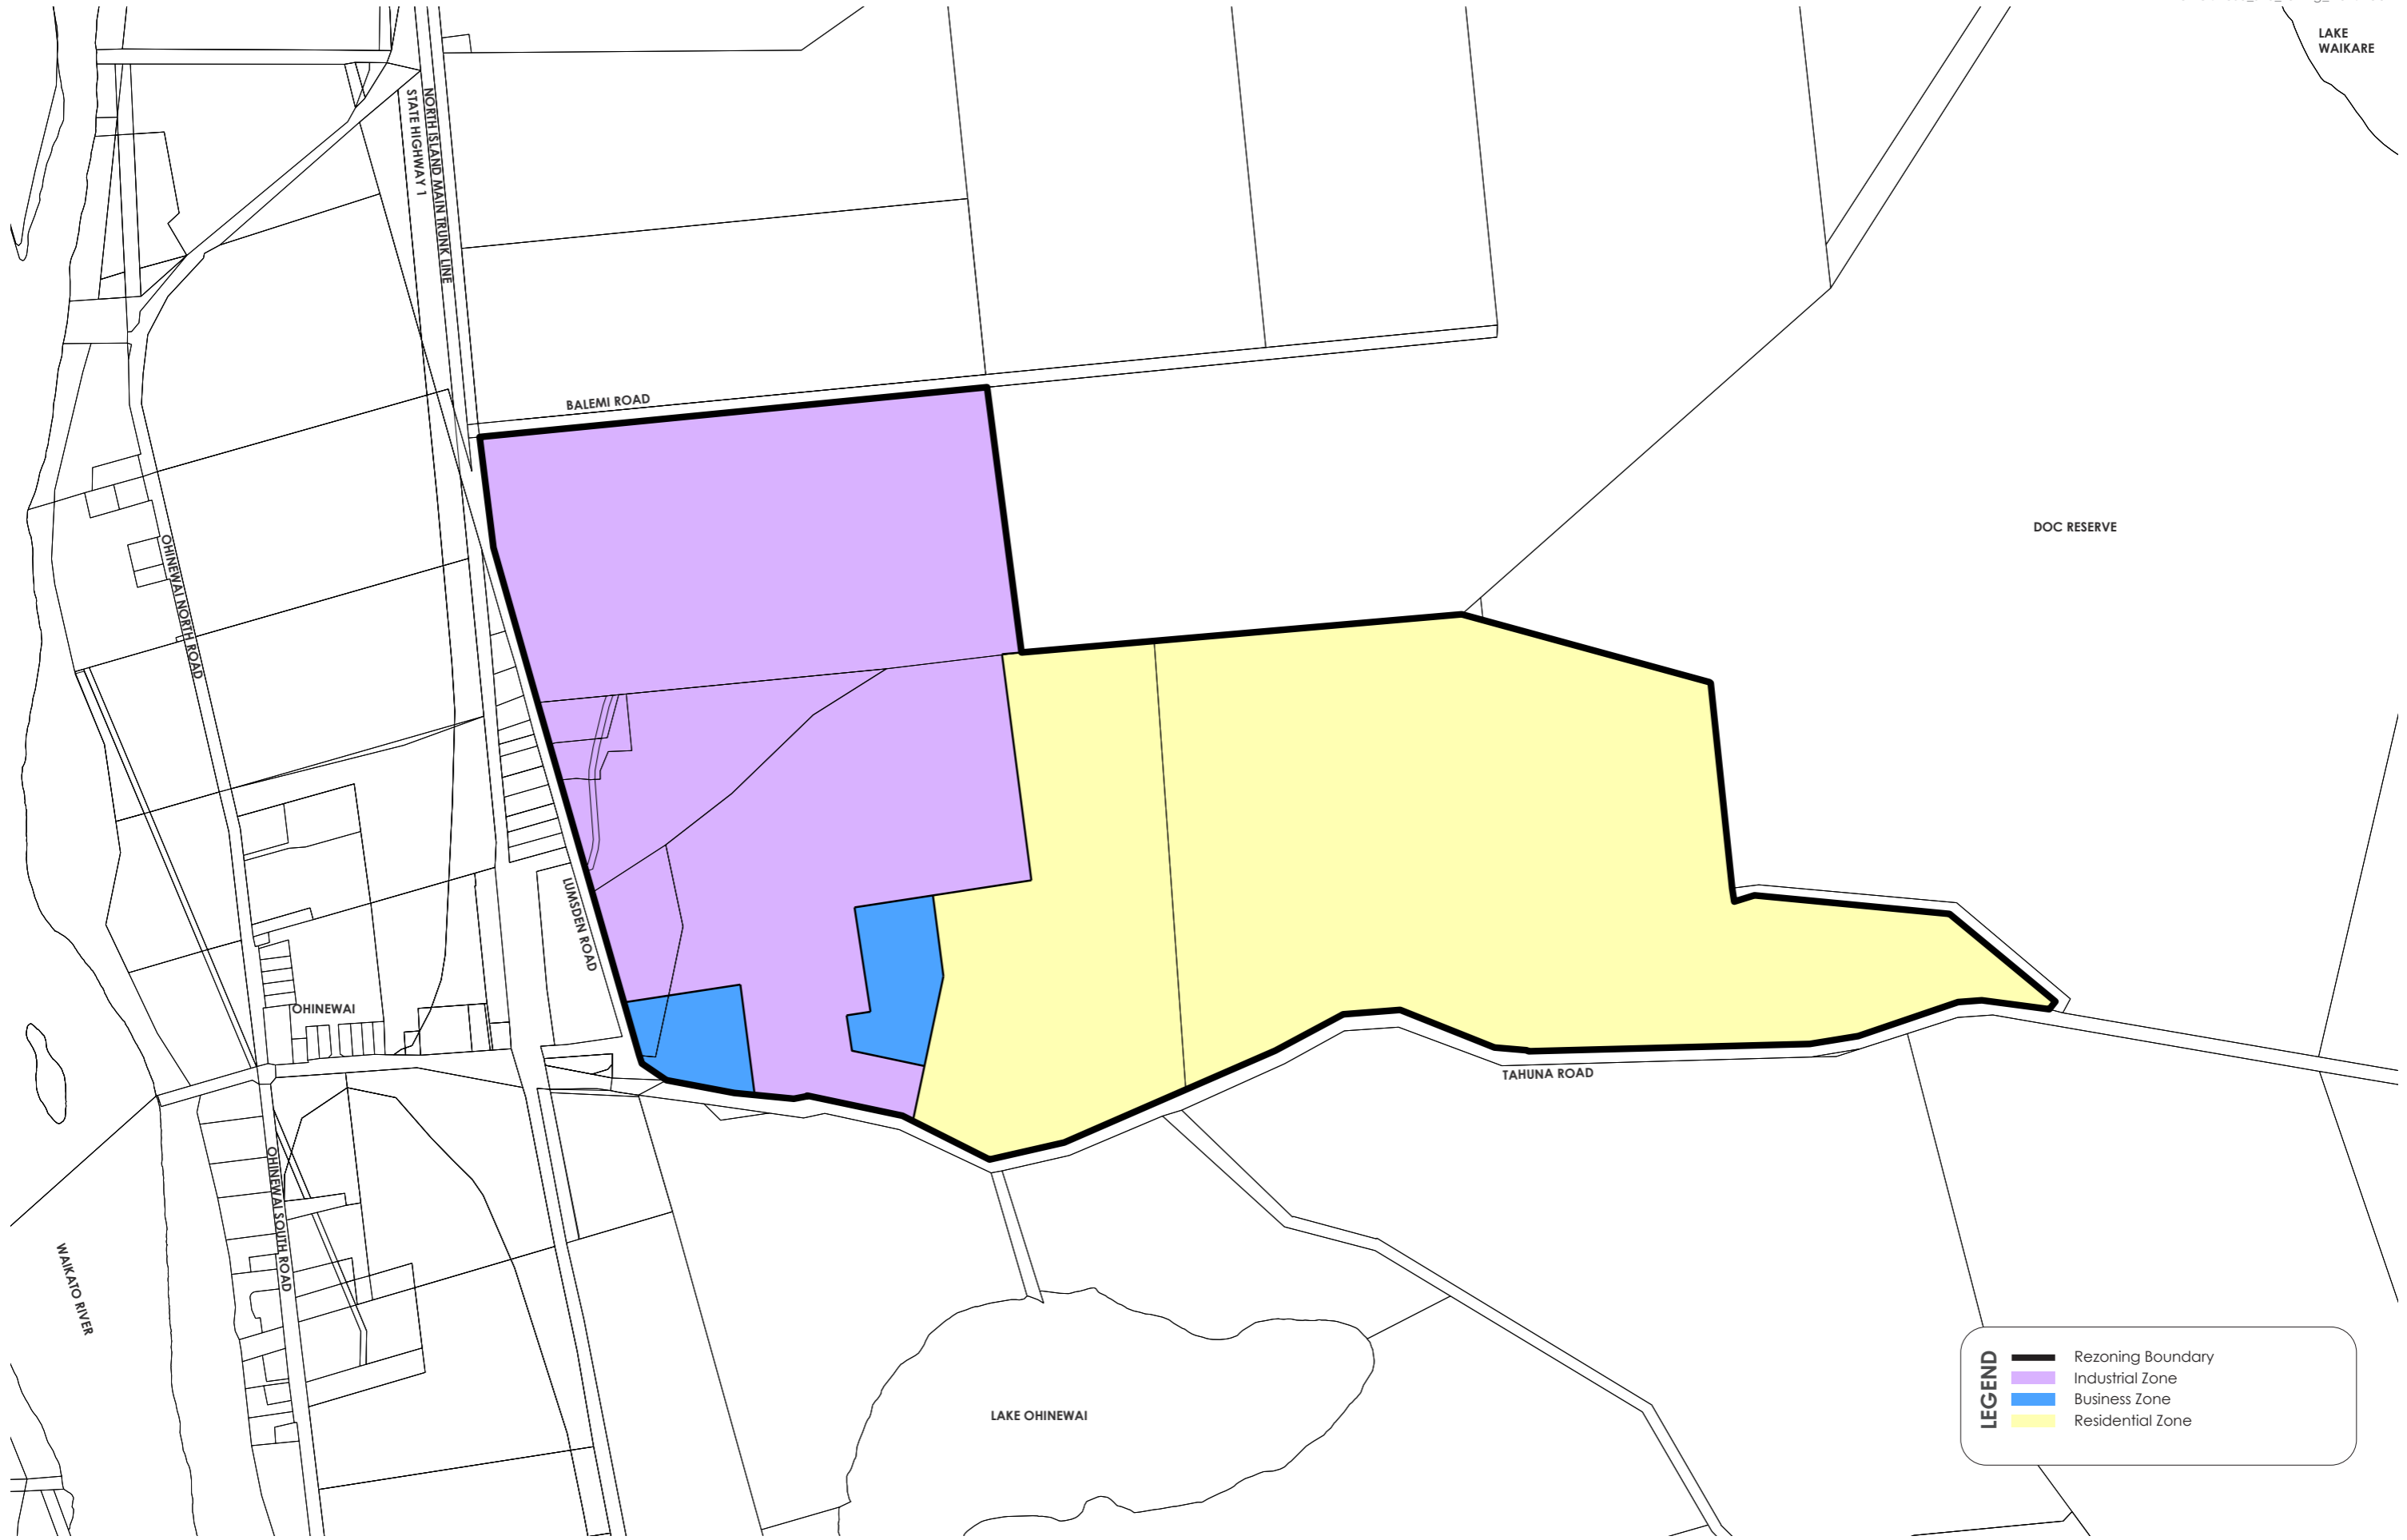 LAKE
WAIKARE
NORTH ISLAND MAIN TRUNK LINE
STATE HIGHWAY 1
BALEMI ROAD
DOC RESERVE
OHINEWAI NORTH ROAD
LUMSDEN ROAD
OHINEWAI
TAHUNA ROAD
OHINEWAI SOUTH ROAD
WAIKATO RIVER
LAKE OHINEWAI
LEGEND
Rezoning Boundary
Industrial Zone
Business Zone
Residential Zone